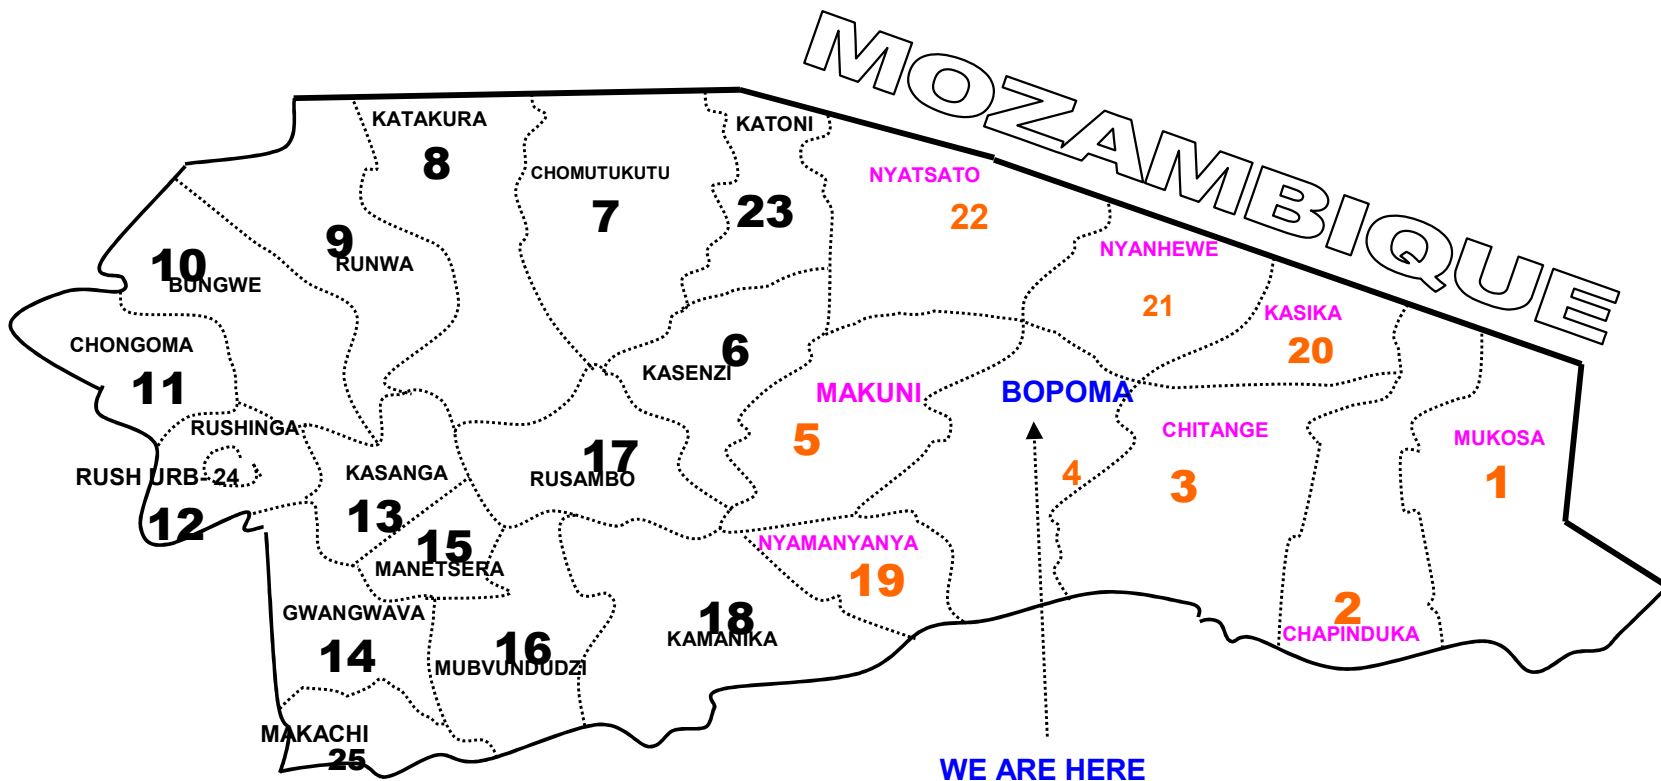 MOZAMBIQUE
KATAKURA
8
KATONI
23
CHOMUTUKUTU
7
NYATSATO
22
9
RUNWA
10
BUNGWE
NYANHEWE
21
KASIKA
20
CHONGOMA
11
6
KASENZI
MAKUNI
5
BOPOMA
4
CHITANGE
3
MUKOSA
1
RUSHINGA
RUSH URB- 24
12
KASANGA
13
17
RUSAMBO
15
MANETSERA
NYAMANYANYA
19
GWANGWAVA
14
16
MUBVUNDUDZI
18
KAMANIKA
2
CHAPINDUKA
MAKACHI
25
WE ARE HERE